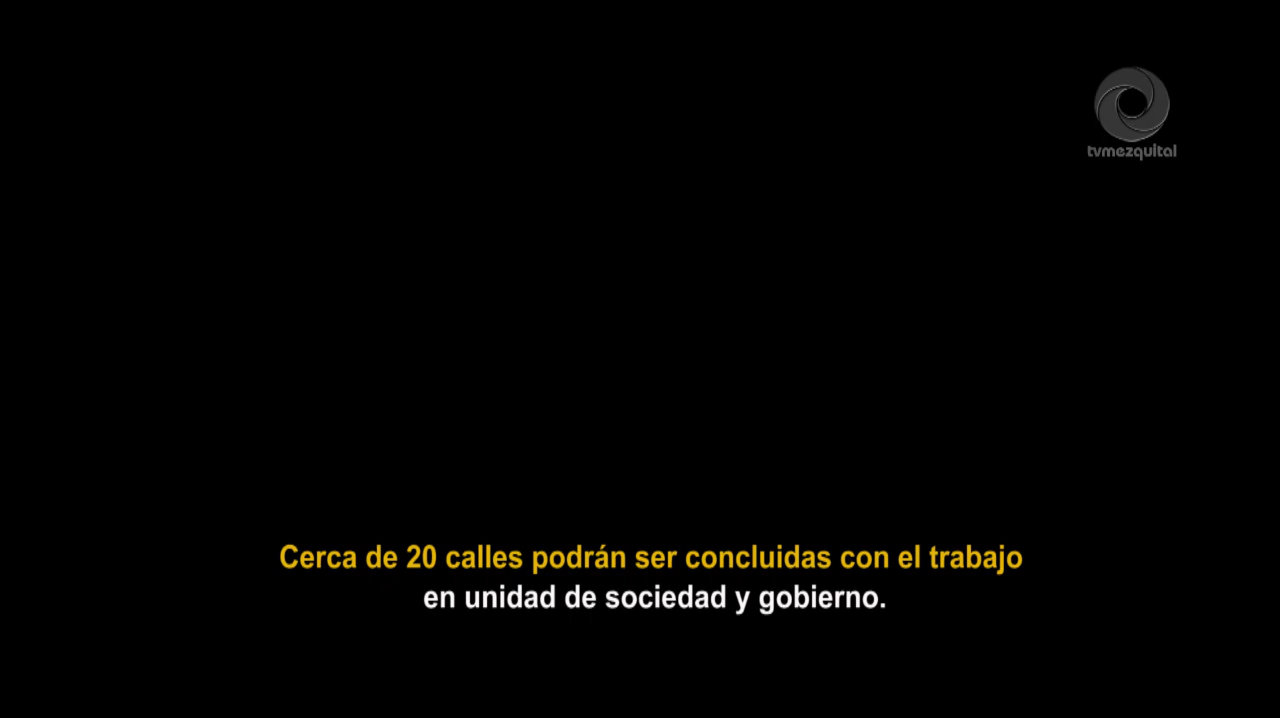 tvmezquital
Cerca de 20 calles podrán ser concluidas con el trabajo
en unidad de sociedad y gobierno.